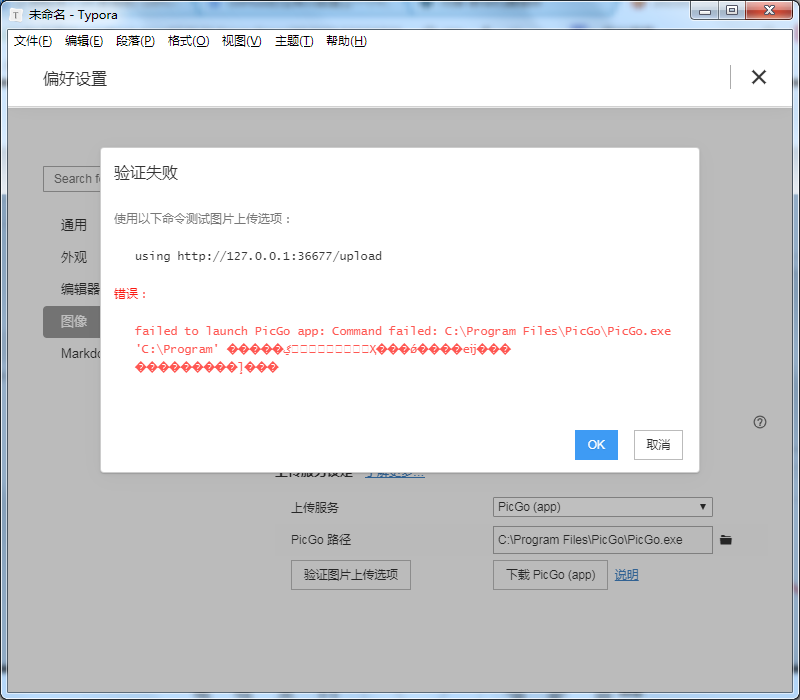 未命名 - Typora
文件(F) 编辑(E) 段落(P) 格式(O) 视图(V) 主题(T) 帮助(H)
偏好设置
Search f
通用
外观
编辑器
图像
Markdo
验证失败
使用以下命令测试图片上传选项：
using http://127.0.0.1:36677/upload
错误：
failed to launch PicGo app: Command failed: C:\Program Files\PicGo\PicGo.exe
'C:\Program'
OK 取消
上传服务设定 了解更多...
上传服务 PicGo (app)
PicGo 路径 C:\Program Files\PicGo\PicGo.exe
验证图片上传选项 下载 PicGo (app) 说明